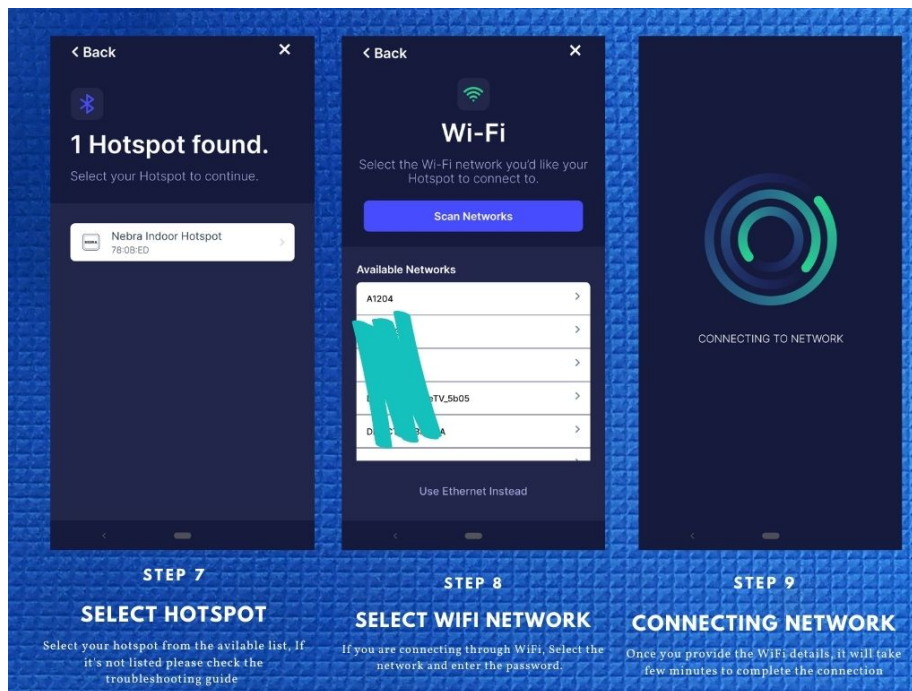 < Back
×
1 Hotspot found.
Select your Hotspot to continue.
Nebra Indoor Hotspot
78:0B:ED
STEP 7
SELECT HOTSPOT
Select your hotspot from the avilable list, If
it's not listed please check the
troubleshooting guide
< Back
×
Wi-Fi
Select the Wi-Fi network you'd like your
Hotspot to connect to.
Scan Networks
Available Networks
A1204
eTV_5b05
Use Ethernet Instead
STEP 8
SELECT WIFI NETWORK
If you are connecting through WiFi, Select the
network and enter the password.
CONNECTING TO NETWORK
STEP 9
CONNECTING NETWORK
Once you provide the WiFi details, it will take
few minutes to complete the connection